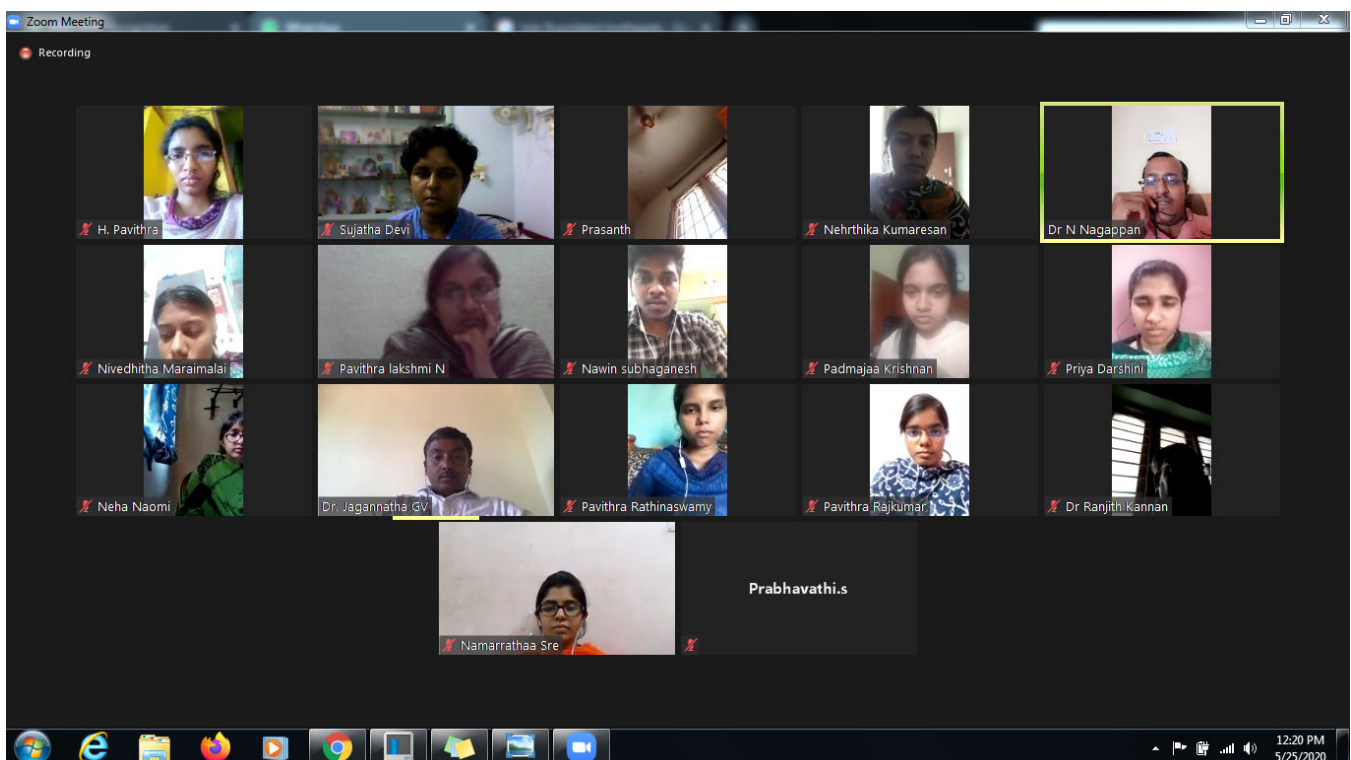 Zoom Meeting
Recording
H. Pavithra
Sujatha Devi
Prasanth
Nehrthika Kumaresan
Dr N Nagappan
Nivedhitha Maraimalai
Pavithra lakshmi N
Nawin subhaganesh
Padmajaa Krishnan
Priya Darshini
Neha Naomi
Dr. Jagannatha GV
Pavithra Rathinaswamy
Pavithra Rajkumar
Dr Ranjith Kannan
Namarrathaa Sre
Prabhavathi.s
12:20 PM
5/25/2020